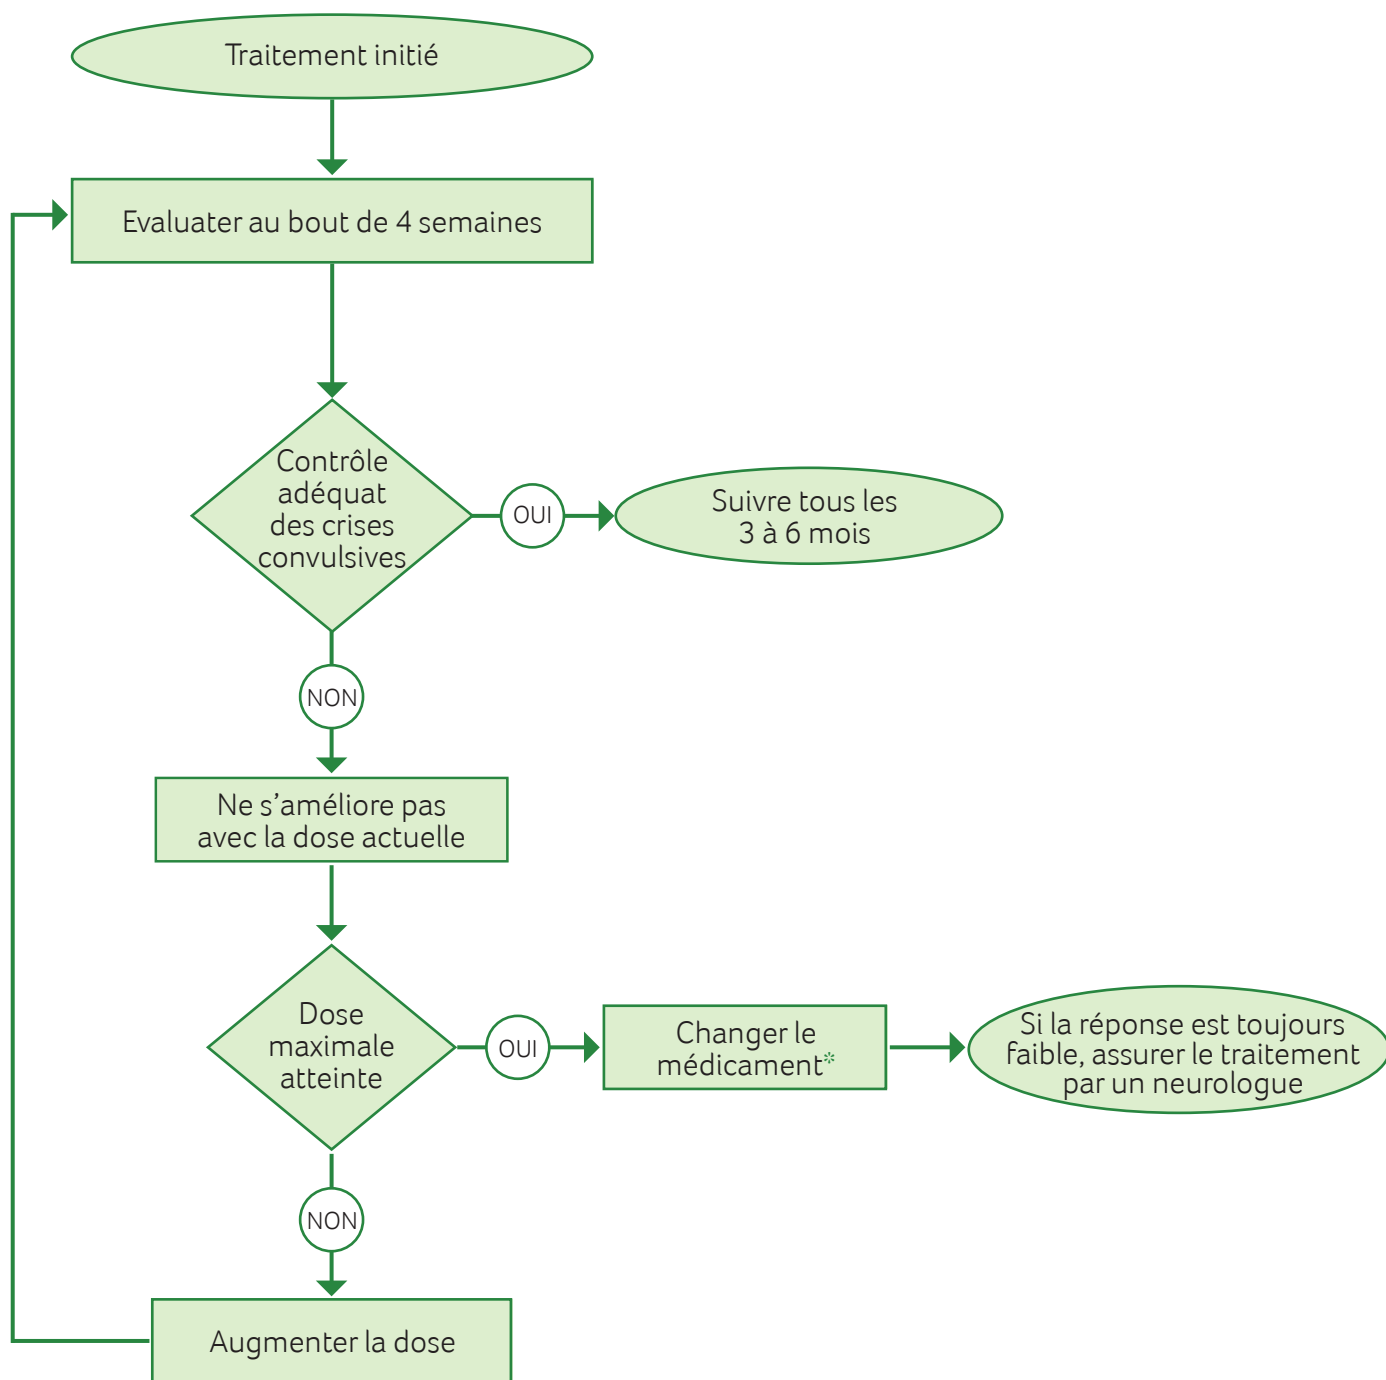 Traitement initié
Evaluater au bout de 4 semaines
Contrôle
adéquat
des crises
convulsives
OUI
Suivre tous les
3 à 6 mois
NON
Ne s’améliore pas
avec la dose actuelle
Dose
maximale
atteinte
OUI
Changer le
médicament*
Si la réponse est toujours
faible, assurer le traitement
par un neurologue
NON
Augmenter la dose